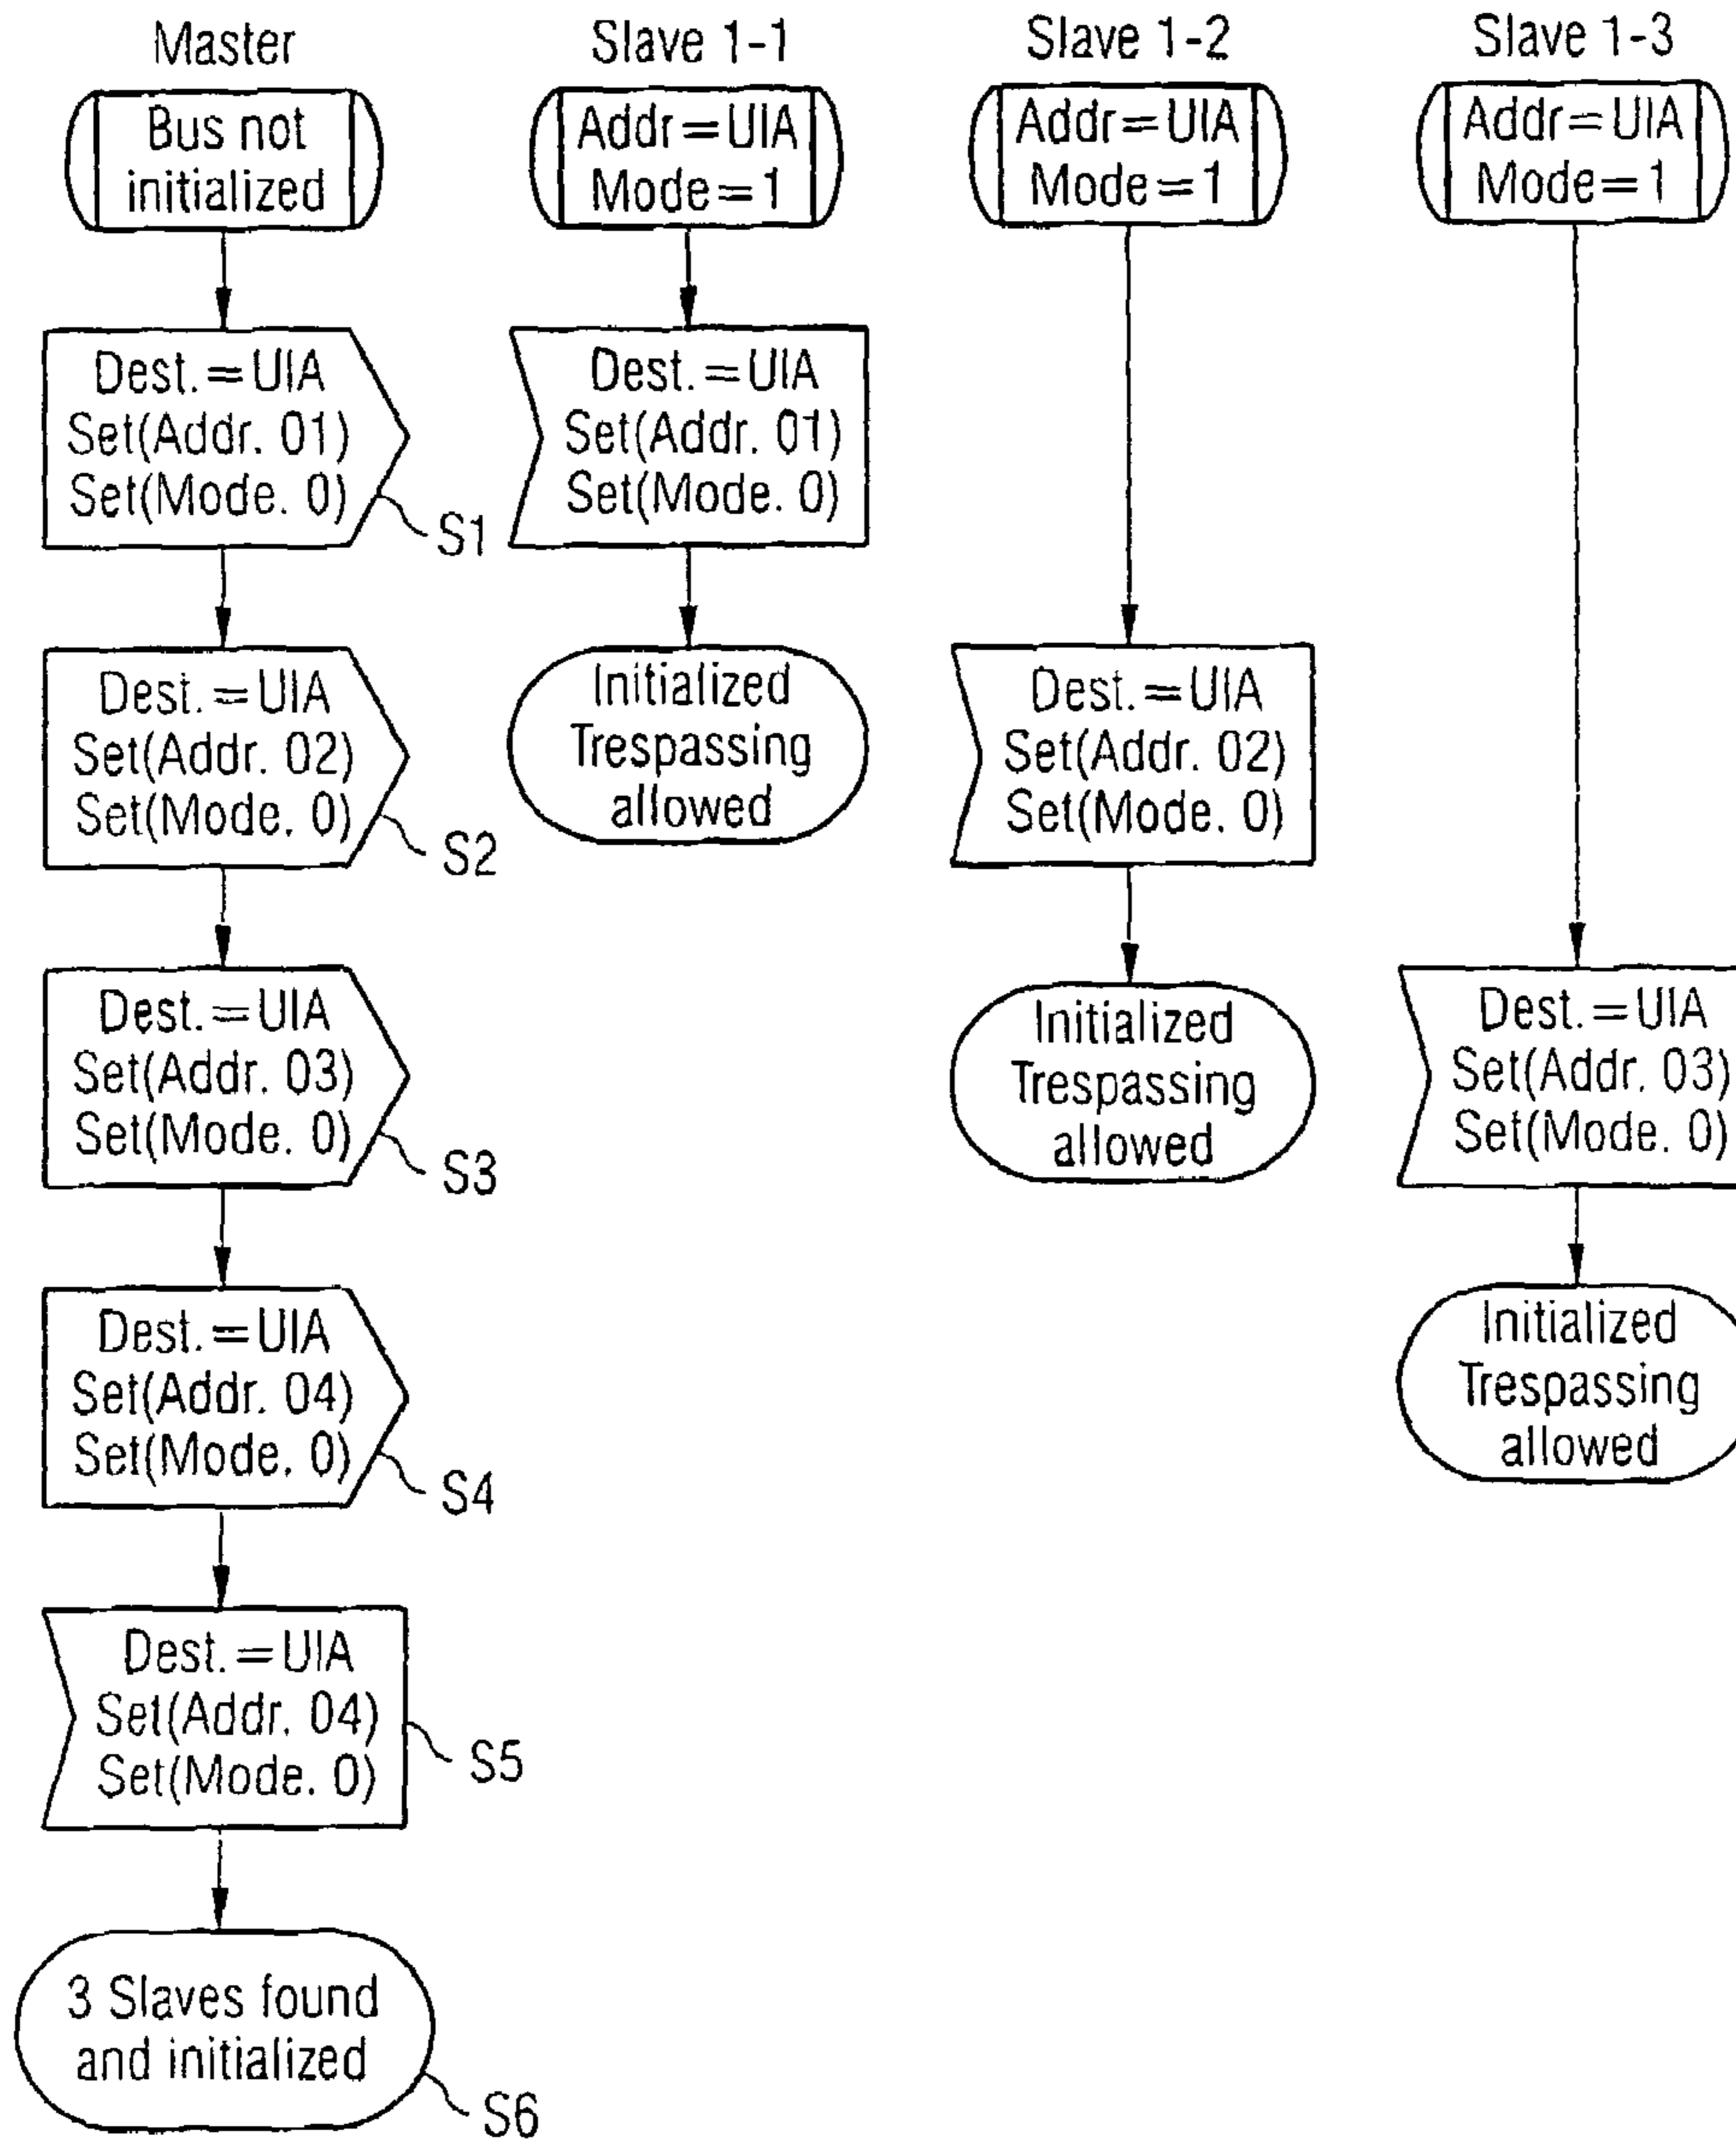 Master
Bus not
initialized
Dest.=UIA
Set(Addr. 01)
Set(Mode. 0)
S1
Dest.=UIA
Set(Addr. 02)
Set(Mode. 0)
S2
Dest.=UIA
Set(Addr. 03)
Set(Mode. 0)
S3
Dest.=UIA
Set(Addr. 04)
Set(Mode. 0)
S4
Dest.=UIA
Set(Addr. 04)
Set(Mode. 0)
S5
3 Slaves found
and initialized
S6
Slave 1-1
Addr=UIA
Mode=1
Dest.=UIA
Set(Addr. 01)
Set(Mode. 0)
Initialized
Trespassing
allowed
Slave 1-2
Addr=UIA
Mode=1
Dest.=UIA
Set(Addr. 02)
Set(Mode. 0)
Initialized
Trespassing
allowed
Slave 1-3
Addr=UIA
Mode=1
Dest.=UIA
Set(Addr. 03)
Set(Mode. 0)
Initialized
Trespassing
allowed